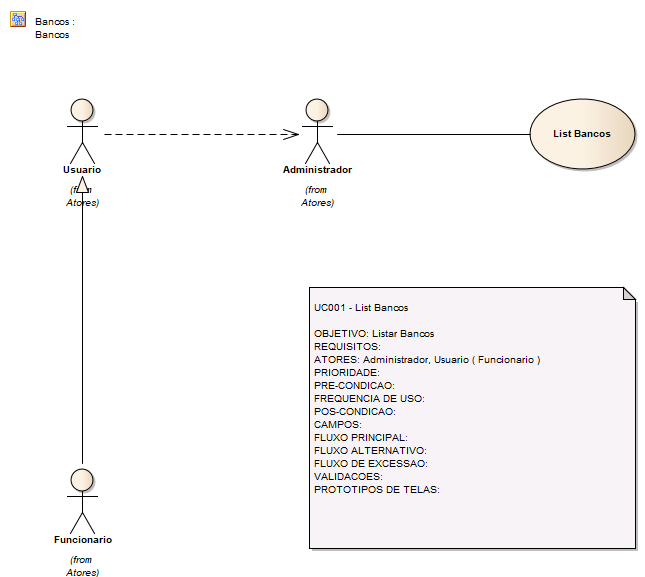 Bancos :
Bancos
Usuario
(from
Atores)
Administrador
(from
Atores)
List Bancos
UC001 - List Bancos
OBJETIVO: Listar Bancos
REQUISITOS:
ATORES: Administrador, Usuario ( Funcionario )
PRIORIDADE:
PRE-CONDICAO:
FREQUENCIA DE USO:
POS-CONDICAO:
CAMPOS:
FLUXO PRINCIPAL:
FLUXO ALTERNATIVO:
FLUXO DE EXCESSAO:
VALIDACOES:
PROTOTIPOS DE TELAS:
Funcionario
(from
Atores)